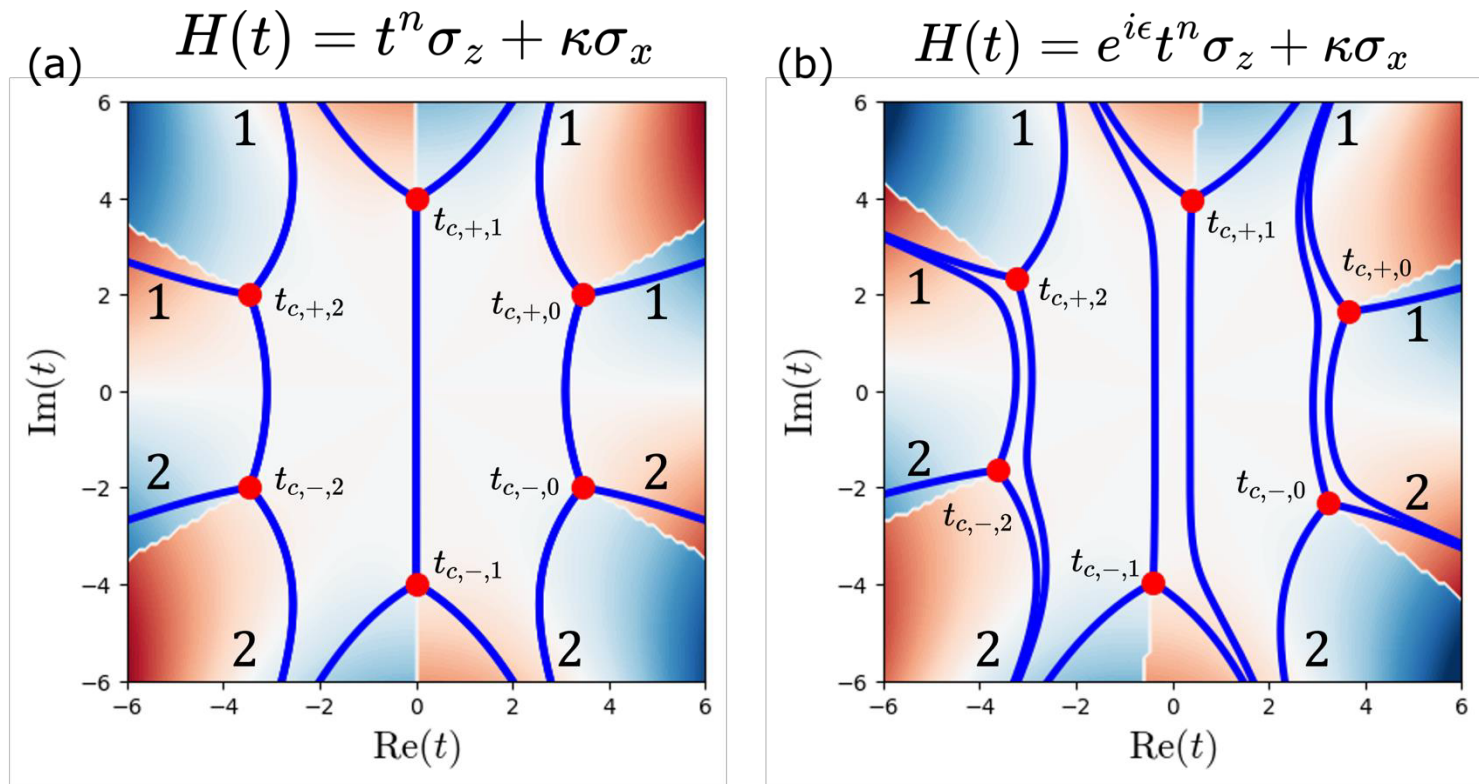 (a) H(t) = tⁿσ_z + κσ_x
(b) H(t) = e^{iϵ}tⁿσ_z + κσ_x
6
1
1
4
t_{c,+,1}
2
t_{c,+,2}
t_{c,+,0}
1
1
Im(t)
0
2
2
−2
t_{c,−,2}
t_{c,−,0}
−4
t_{c,−,1}
2
2
−6
−6 −4 −2 0 2 4 6
Re(t)
6
1
1
4
t_{c,+,1}
t_{c,+,0}
2
t_{c,+,2}
1
1
Im(t)
0
2
−2
t_{c,−,0}
2
t_{c,−,2}
−4
t_{c,−,1}
2
2
−6
−6 −4 −2 0 2 4 6
Re(t)